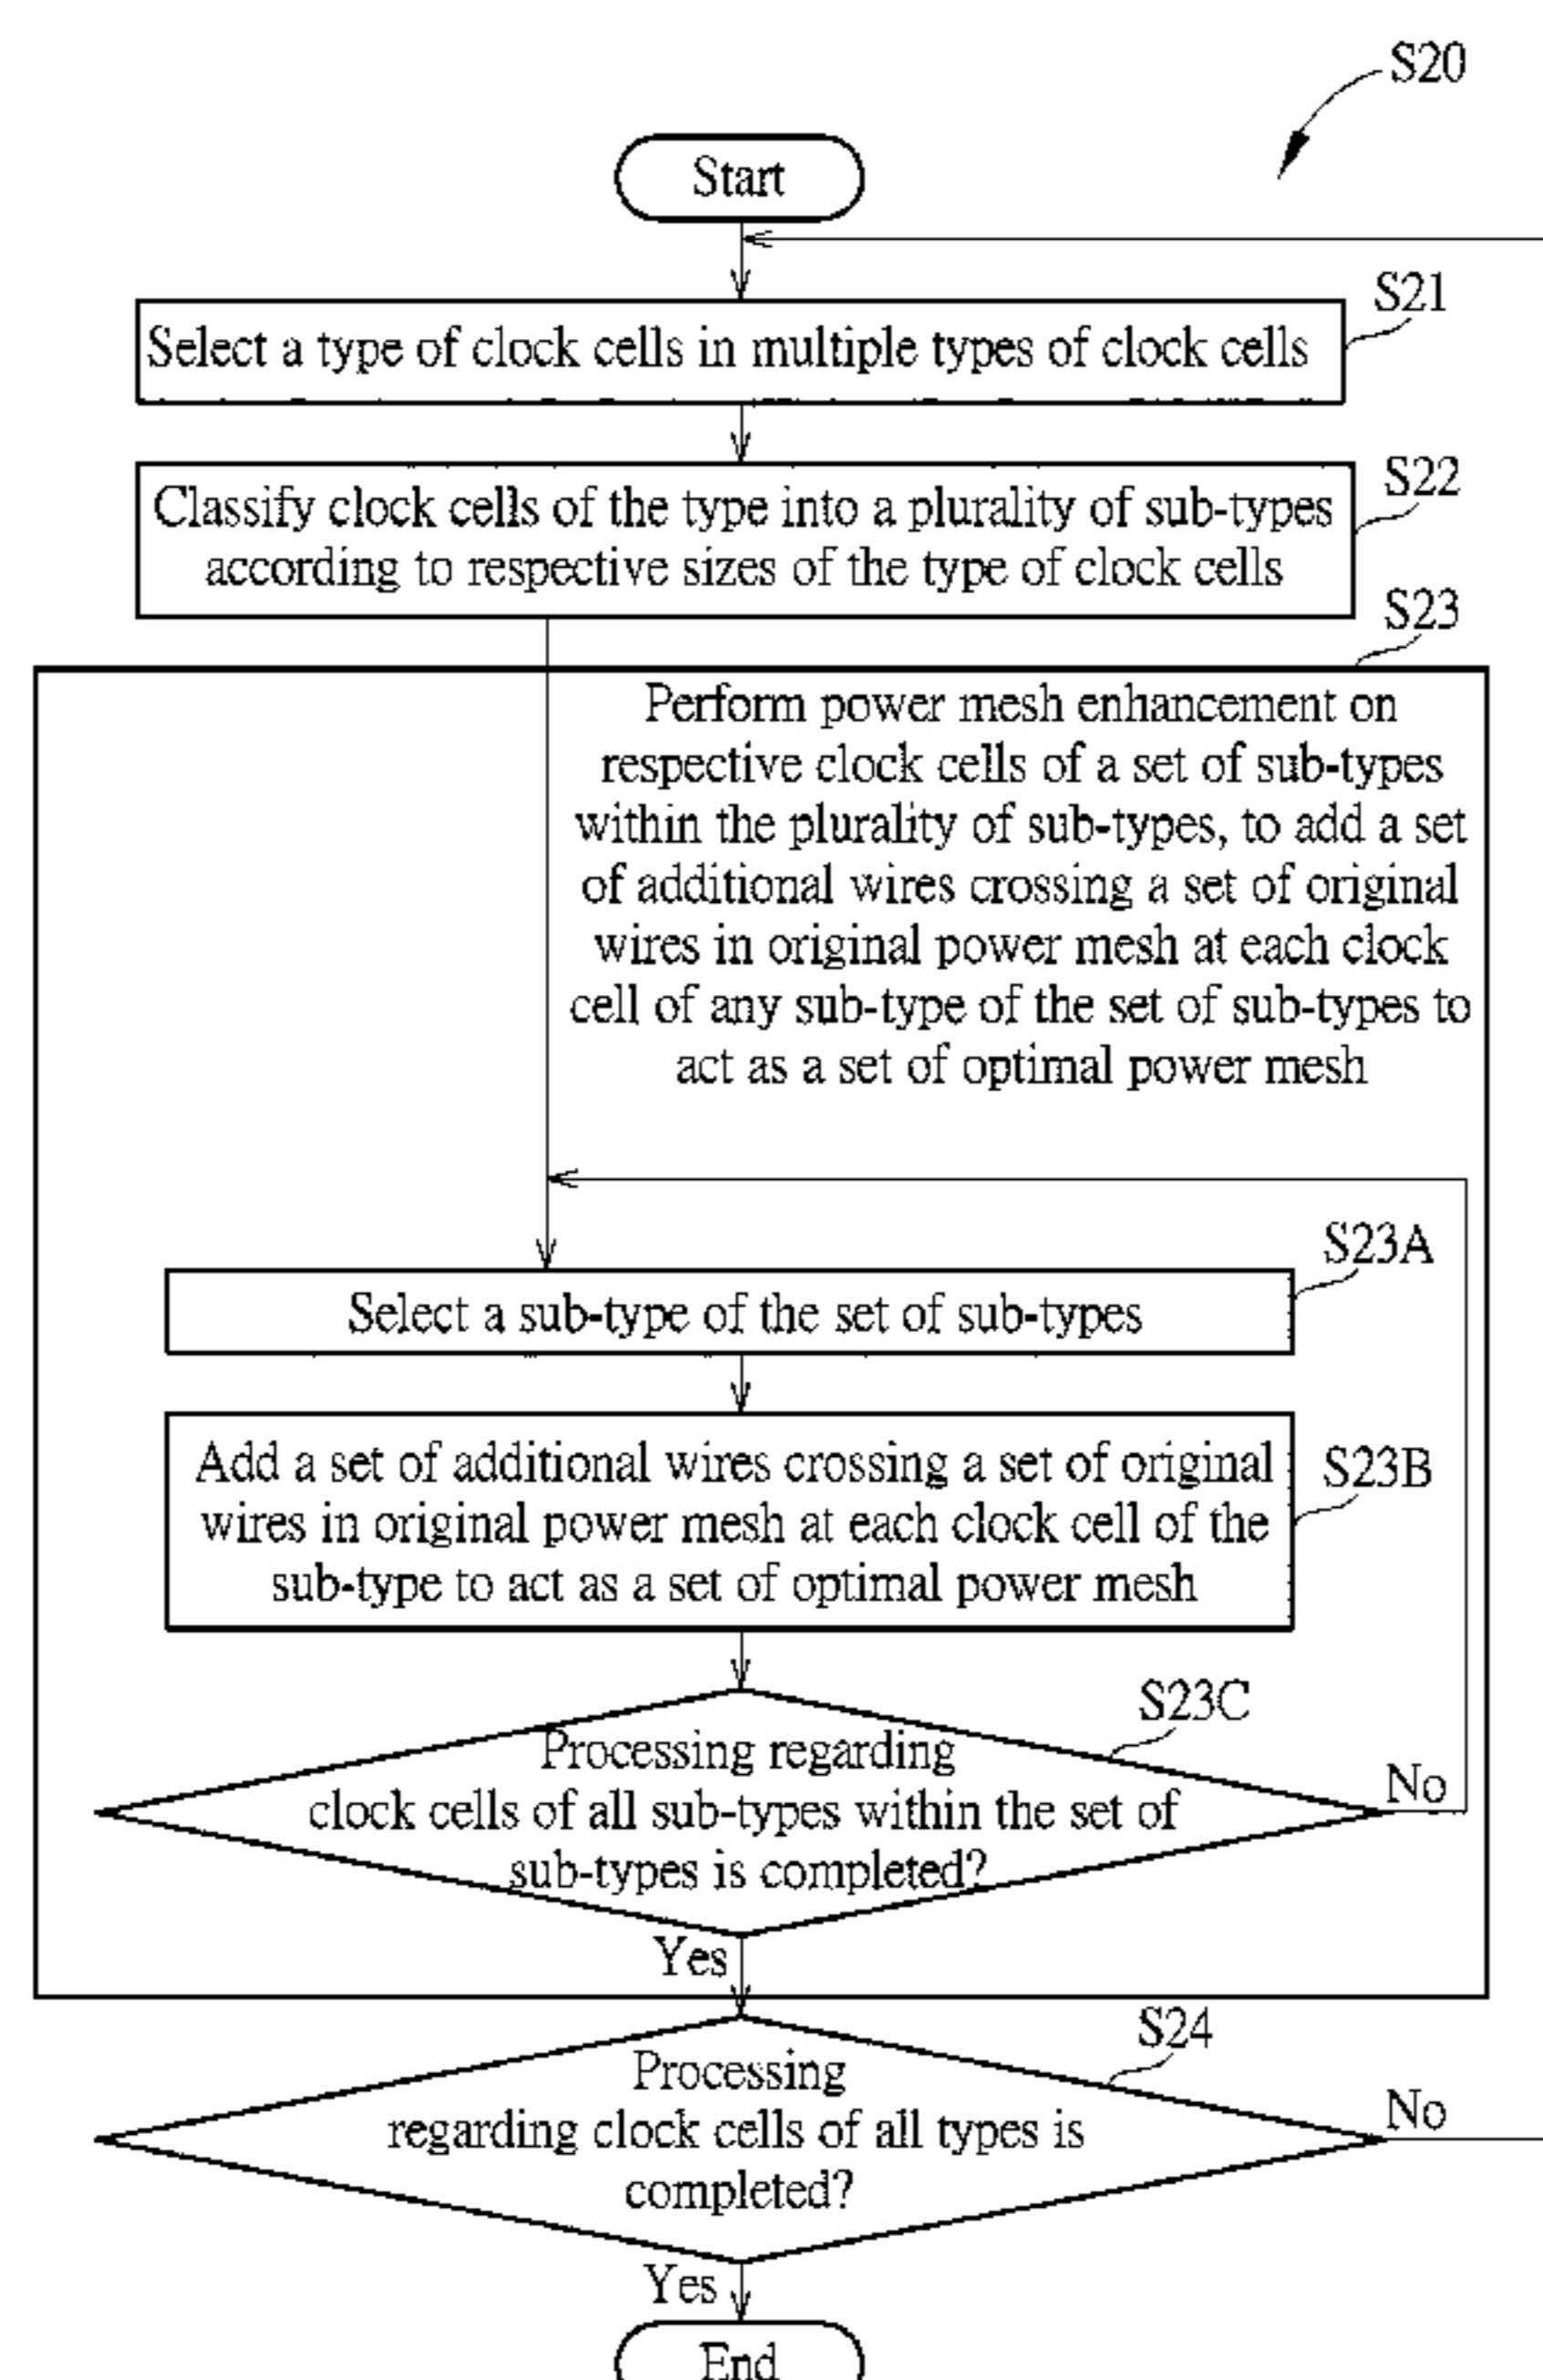 S20
Start
S21
Select a type of clock cells in multiple types of clock cells
S22
Classify clock cells of the type into a plurality of sub-types
according to respective sizes of the type of clock cells
S23
Perform power mesh enhancement on
respective clock cells of a set of sub-types
within the plurality of sub-types, to add a set
of additional wires crossing a set of original
wires in original power mesh at each clock
cell of any sub-type of the set of sub-types to
act as a set of optimal power mesh
S23A
Select a sub-type of the set of sub-types
S23B
Add a set of additional wires crossing a set of original
wires in original power mesh at each clock cell of the
sub-type to act as a set of optimal power mesh
S23C
Processing regarding
clock cells of all sub-types within the set of
sub-types is completed?
No
Yes
S24
Processing
regarding clock cells of all types is
completed?
No
Yes
End